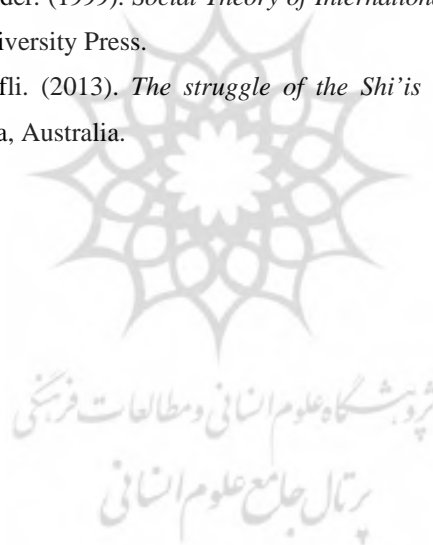 der. (1999). Social Theory of Internation
iversity Press.
fli. (2013). The struggle of the Shi'is
a, Australia.
پژوهشگاه علوم انسانی و مطالعات فرهنگی
پرتال جامع علوم انسانی